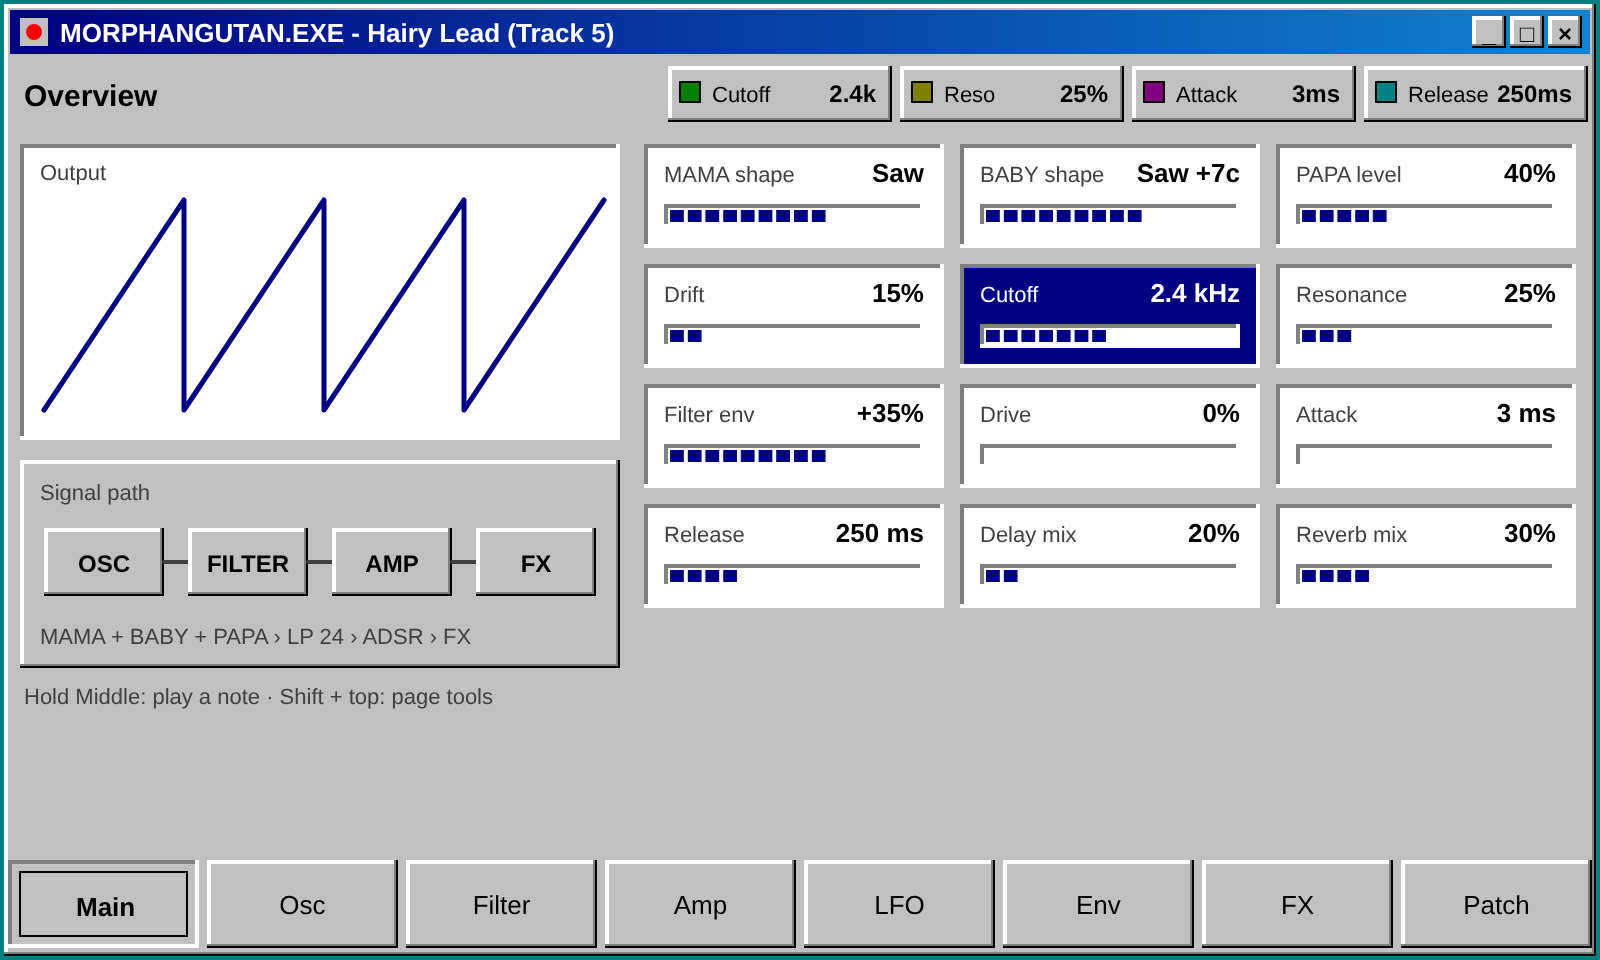 MORPHANGUTAN.EXE - Hairy Lead (Track 5)
Overview
Cutoff 2.4k
Reso 25%
Attack 3ms
Release 250ms
Output
MAMA shape Saw
BABY shape Saw +7c
PAPA level 40%
Drift 15%
Cutoff 2.4 kHz
Resonance 25%
Filter env +35%
Drive 0%
Attack 3 ms
Release 250 ms
Delay mix 20%
Reverb mix 30%
Signal path
OSC FILTER AMP FX
MAMA + BABY + PAPA › LP 24 › ADSR › FX
Hold Middle: play a note · Shift + top: page tools
Main Osc Filter Amp LFO Env FX Patch